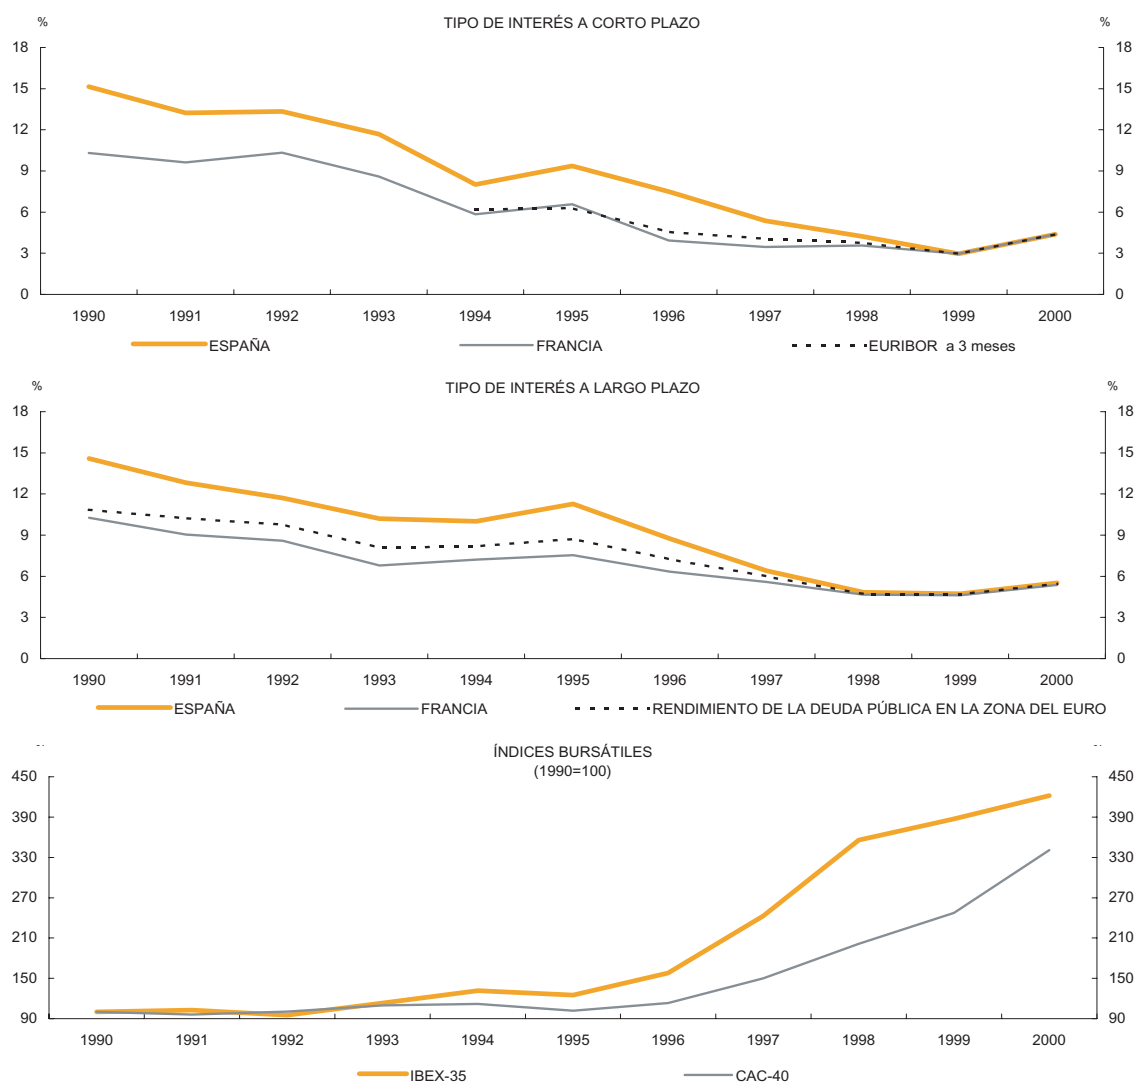 TIPO DE INTERÉS A CORTO PLAZO
% %
18 18
15 15
12 12
9 9
6 6
3 3
0 0
1990 1991 1992 1993 1994 1995 1996 1997 1998 1999 2000
ESPAÑA FRANCIA EURIBOR a 3 meses
TIPO DE INTERÉS A LARGO PLAZO
% %
18 18
15 15
12 12
9 9
6 6
3 3
0 0
1990 1991 1992 1993 1994 1995 1996 1997 1998 1999 2000
ESPAÑA FRANCIA RENDIMIENTO DE LA DEUDA PÚBLICA EN LA ZONA DEL EURO
ÍNDICES BURSÁTILES
(1990=100)
450 450
390 390
330 330
270 270
210 210
150 150
90 90
1990 1991 1992 1993 1994 1995 1996 1997 1998 1999 2000
IBEX-35 CAC-40